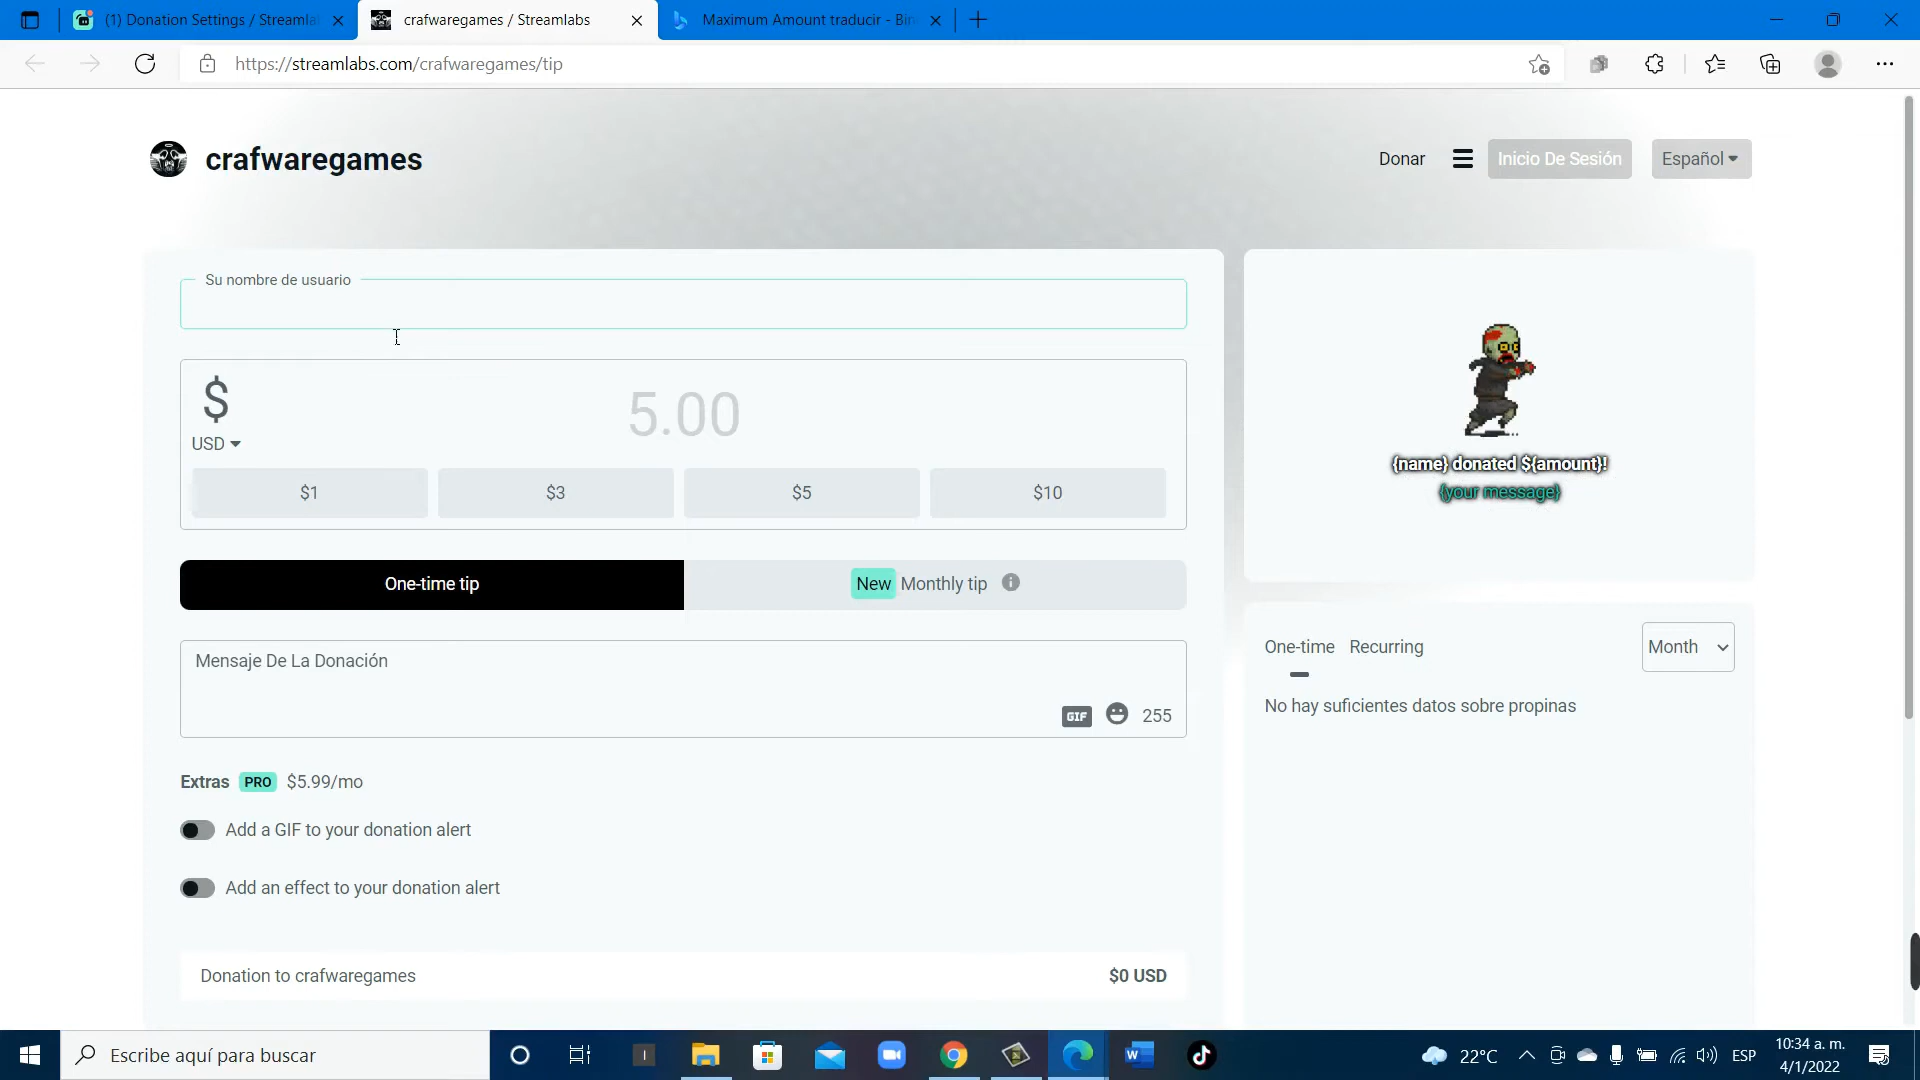 (1) Donation Settings / Streamla
crafwaregames / Streamlabs
Maximum Amount traducir - Bin
https://streamlabs.com/crafwaregames/tip
crafwaregames
Donar
Inicio De Sesión
Español
Su nombre de usuario
$
5.00
USD
$1
$3
$5
$10
One-time tip
New Monthly tip
Mensaje De La Donación
GIF
255
Extras PRO $5.99/mo
Add a GIF to your donation alert
Add an effect to your donation alert
Donation to crafwaregames
$0 USD
{name} donated ${amount}!
{your message}
One-time Recurring
Month
No hay suficientes datos sobre propinas
Escribe aquí para buscar
22°C
ESP
10:34 a. m.
4/1/2022